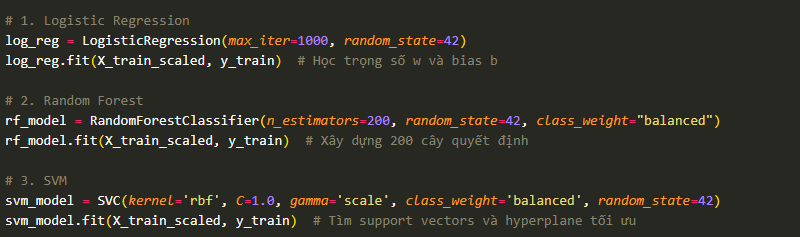 # 1. Logistic Regression
log_reg = LogisticRegression(max_iter=1000, random_state=42)
log_reg.fit(X_train_scaled, y_train)  # Học trọng số w và bias b
# 2. Random Forest
rf_model = RandomForestClassifier(n_estimators=200, random_state=42, class_weight="balanced")
rf_model.fit(X_train_scaled, y_train)  # Xây dựng 200 cây quyết định
# 3. SVM
svm_model = SVC(kernel='rbf', C=1.0, gamma='scale', class_weight='balanced', random_state=42)
svm_model.fit(X_train_scaled, y_train)  # Tìm support vectors và hyperplane tối ưu